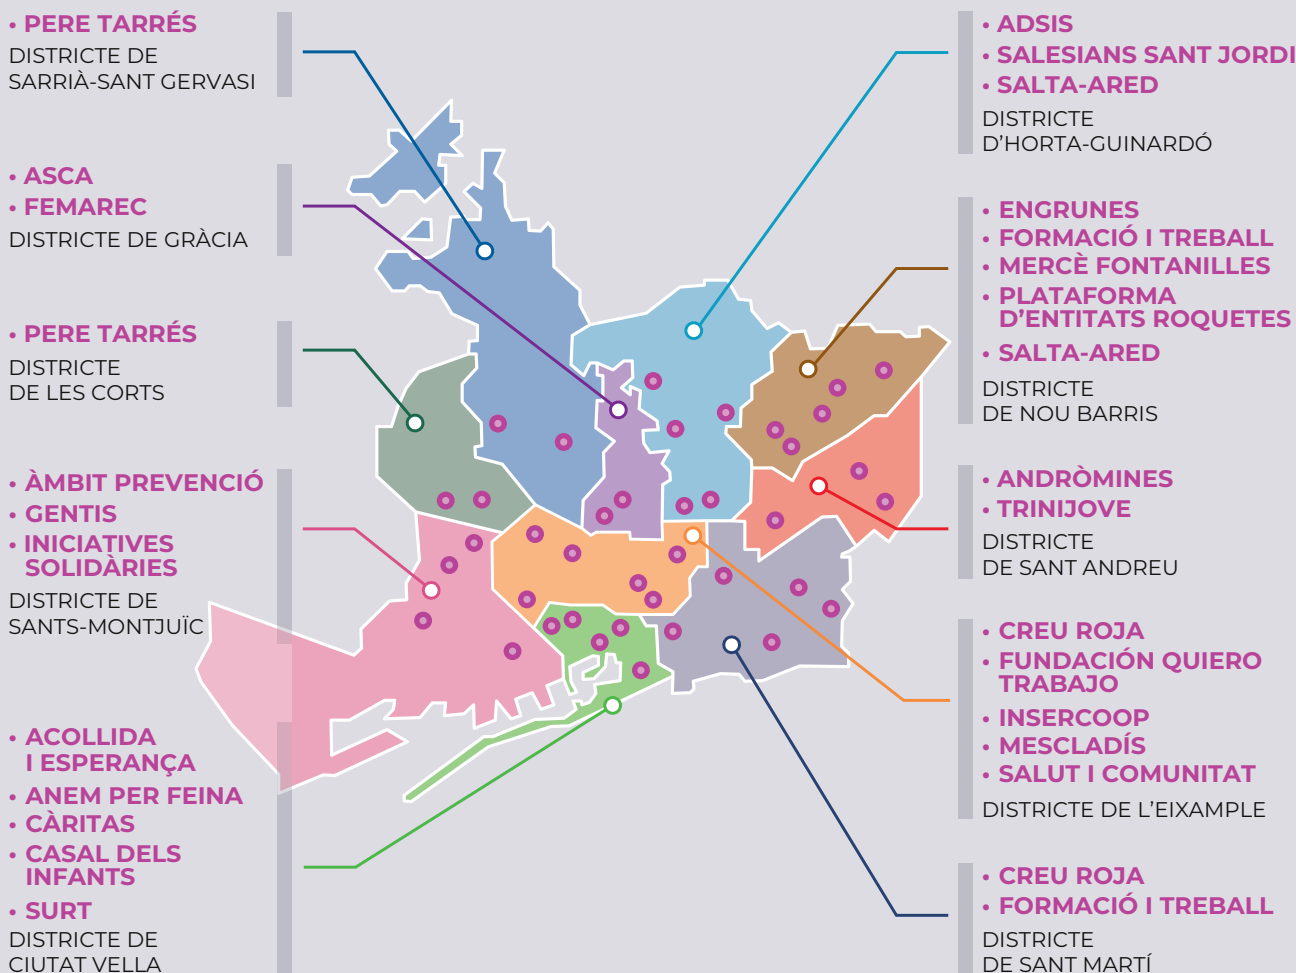 • PERE TARRÉS
DISTRICTE DE
SARRIÀ-SANT GERVASI
• ASCA
• FEMAREC
DISTRICTE DE GRÀCIA
• PERE TARRÉS
DISTRICTE
DE LES CORTS
• ÀMBIT PREVENCIÓ
• GENTIS
• INICIATIVES
SOLIDÀRIES
DISTRICTE DE
SANTS-MONTJUÏC
• ACOLLIDA
I ESPERANÇA
• ANEM PER FEINA
• CÀRITAS
• CASAL DELS
INFANTS
• SURT
DISTRICTE DE
CIUTAT VELLA
• ADSIS
• SALESIANS SANT JORDI
• SALTA-ARED
DISTRICTE
D’HORTA-GUINARDÓ
• ENGRUNES
• FORMACIÓ I TREBALL
• MERCÈ FONTANILLES
• PLATAFORMA
D’ENTITATS ROQUETES
• SALTA-ARED
DISTRICTE
DE NOU BARRIS
• ANDRÒMINES
• TRINIJOVE
DISTRICTE
DE SANT ANDREU
• CREU ROJA
• FUNDACIÓN QUIERO
TRABAJO
• INSERCOOP
• MESCLADÍS
• SALUT I COMUNITAT
DISTRICTE DE L’EIXAMPLE
• CREU ROJA
• FORMACIÓ I TREBALL
DISTRICTE
DE SANT MARTÍ